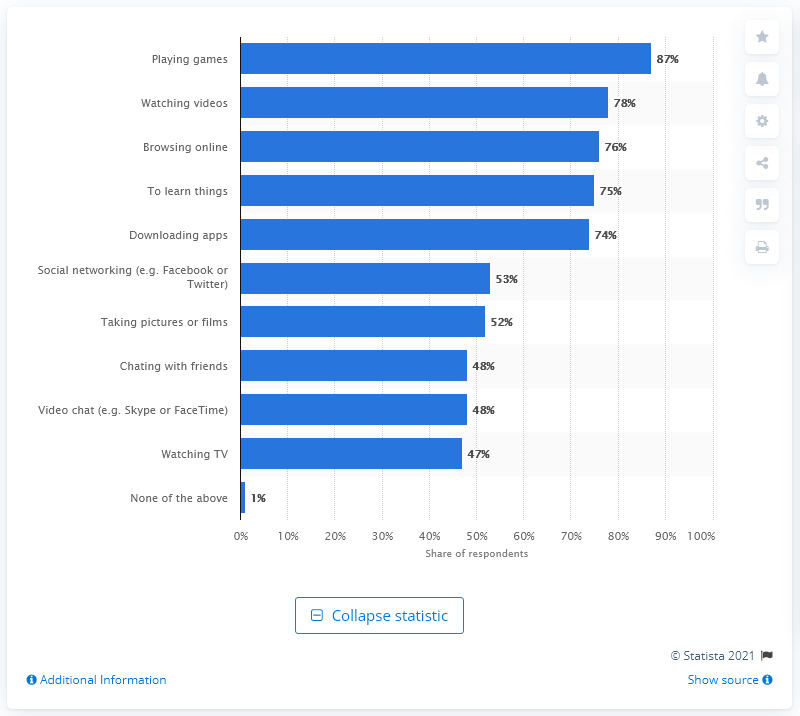 Playing games 87%
Watching videos 78%
Browsing online 76%
To learn things 75%
Downloading apps 74%
Social networking (e.g. Facebook or
Twitter) 53%
Taking pictures or films 52%
Chating with friends 48%
Video chat (e.g. Skype or FaceTime) 48%
Watching TV 47%
None of the above 1%
0% 10% 20% 30% 40% 50% 60% 70% 80% 90% 100%
Share of respondents
Collapse statistic
© Statista 2021
Additional Information Show source